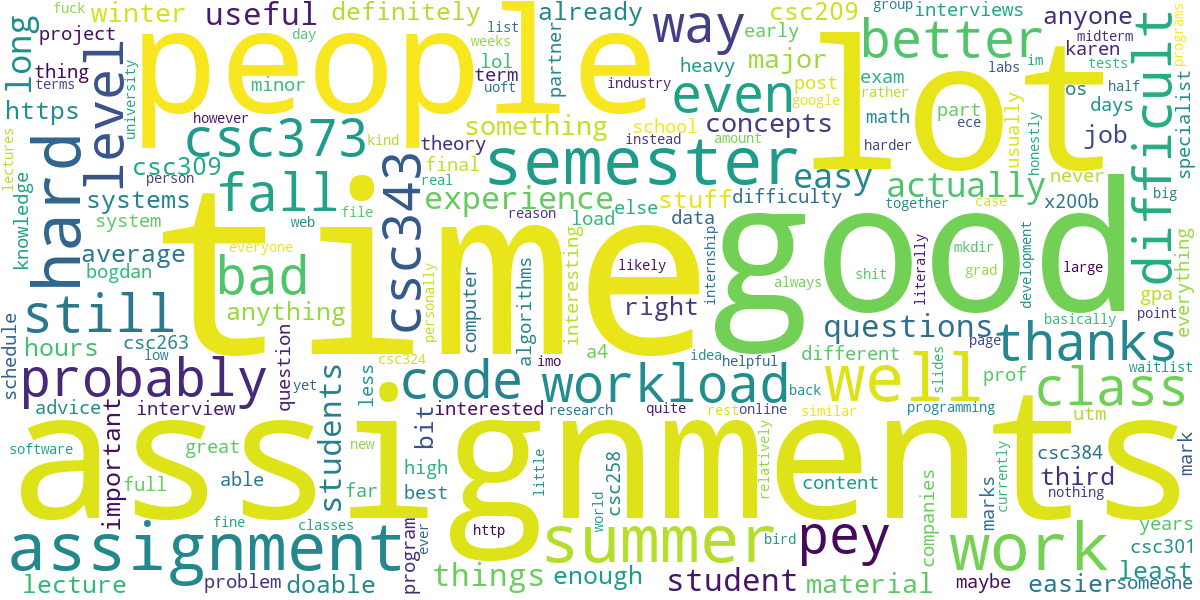 fuck
project
thing
terms
https
long
winter
useful
definitely
already
csc209
group
interviews
anyone
programs
people
day
minor
however
list
weeks
lol
term
uoft
partner
industry
way
early
heavy
major
post
google
better
labs
im
exam
rather
math
part
ece
harder
karen
midterm
tests
half
os
days
job
usually
honestly
difficult
specialist
lot
level
university
hard
lectures
knowledge
csc373
kind
csc309
person
systems
system
average
bogdan
fall
web
file
everyone
csc343
something
theory
final
real
school
instead
amount
even
concepts
semester
easy
experience
reason
else
load
stuff
data
difficulty
actually
together
case
never
x200b
big
everything
gpa
point
time
good
bad
anything
personally
computer
algorithms
interesting
likely
right
internship
always
shit
mkdir
grad
literally
development
large
basically
still
schedule
hours
csc263
low
question
yet
students
less
csc324
imo
a4
idea
helpful
questions
different
page
slides
prof
thanks
waitlist
probably
code
workload
back
well
class
utm
advice
interview
important
great
bit
interested
research
quite
rest
online
similar
programming
relatively
assignments
software
full
able
new
far
high
best
little
world
csc258
content
companies
currently
marks
csc384
third
nothing
mark
fine
classes
program
ever
http
summer
bird
pey
work
years
csc301
least
assignment
lecture
problem
doable
things
enough
student
material
maybe
easier
someone